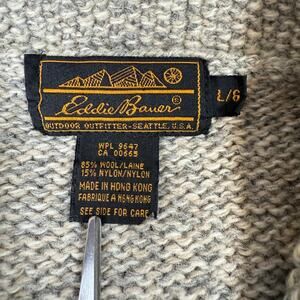 Eddie Bauer®
OUTDOOR OUTFITTER-SEATTLE, U.S.A.
L/G
WPL 9647
CA 00665
85% WOOL/LAINE
15% NYLON/NYLON
MADE IN HONG KONG
FABRIQUE A HONG KONG
SEE SIDE FOR CARE